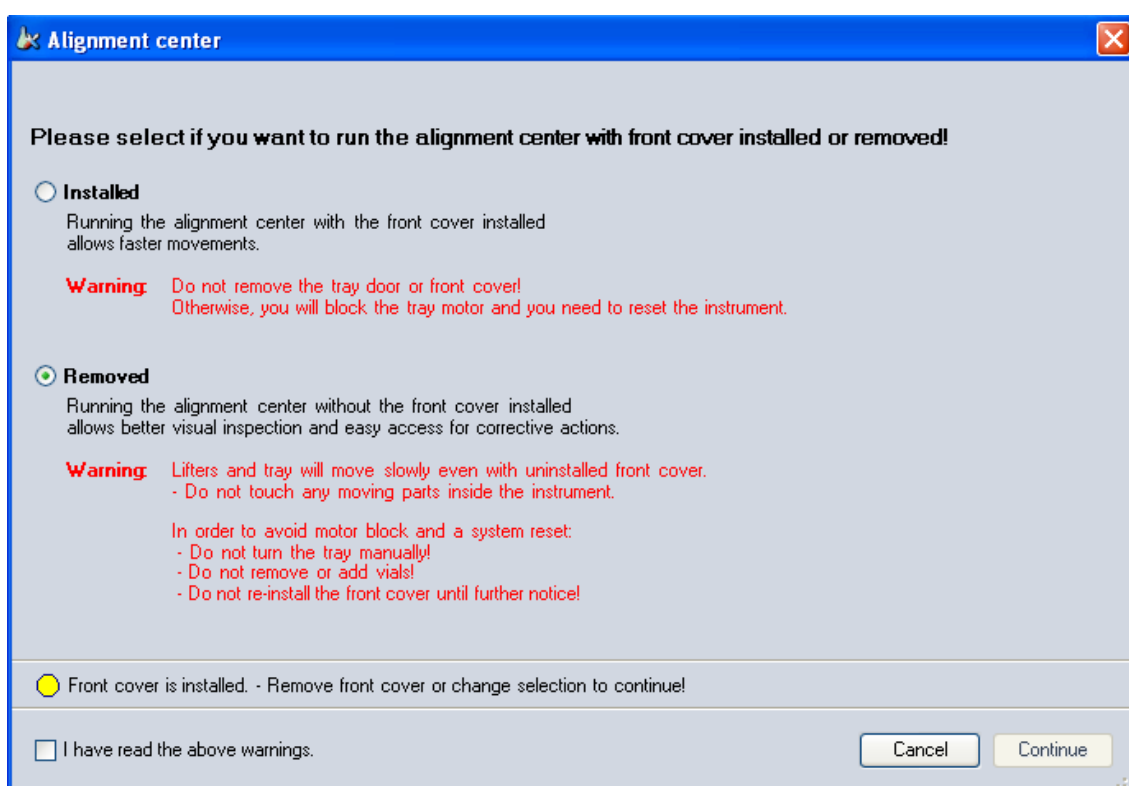 Alignment center
Please select if you want to run the alignment center with front cover installed or removed!
Installed
Running the alignment center with the front cover installed
allows faster movements.
Warning: Do not remove the tray door or front cover!
Otherwise, you will block the tray motor and you need to reset the instrument.
Removed
Running the alignment center without the front cover installed
allows better visual inspection and easy access for corrective actions.
Warning: Lifters and tray will move slowly even with uninstalled front cover.
- Do not touch any moving parts inside the instrument.
In order to avoid motor block and a system reset:
- Do not turn the tray manually!
- Do not remove or add vials!
- Do not re-install the front cover until further notice!
Front cover is installed. - Remove front cover or change selection to continue!
I have read the above warnings.
Cancel Continue